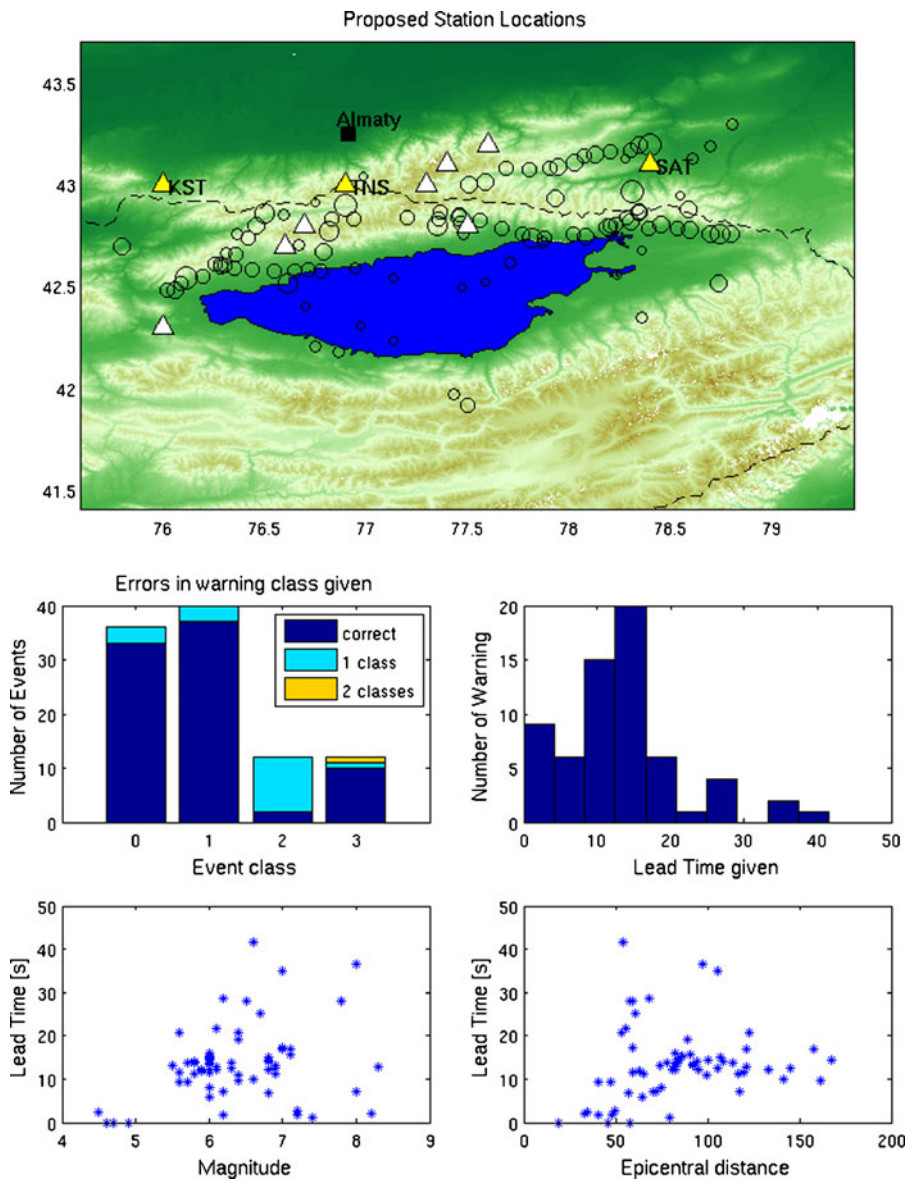 Proposed Station Locations
43.5
43
42.5
42
41.5
Almaty
KST
TNS
SAT
76 76.5 77 77.5 78 78.5 79
Errors in warning class given
Number of Events
40
30
20
10
0
correct
1 class
2 classes
0 1 2 3
Event class
Number of Warning
20
15
10
5
0
0 10 20 30 40 50
Lead Time given
Lead Time [s]
50
40
30
20
10
0
4 5 6 7 8 9
Magnitude
Lead Time [s]
50
40
30
20
10
0
0 50 100 150 200
Epicentral distance